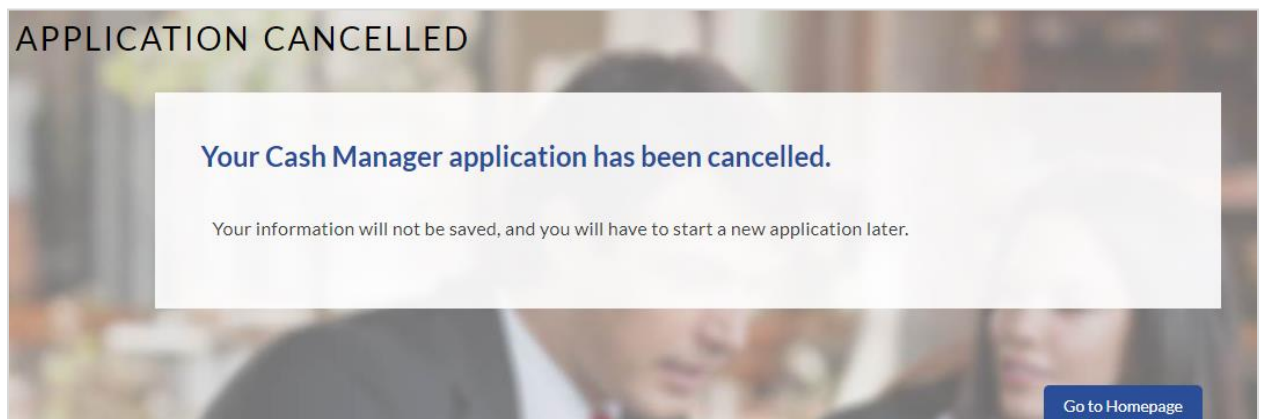 APPLICATION CANCELLED
Your Cash Manager application has been cancelled.
Your information will not be saved, and you will have to start a new application later.
Go to Homepage